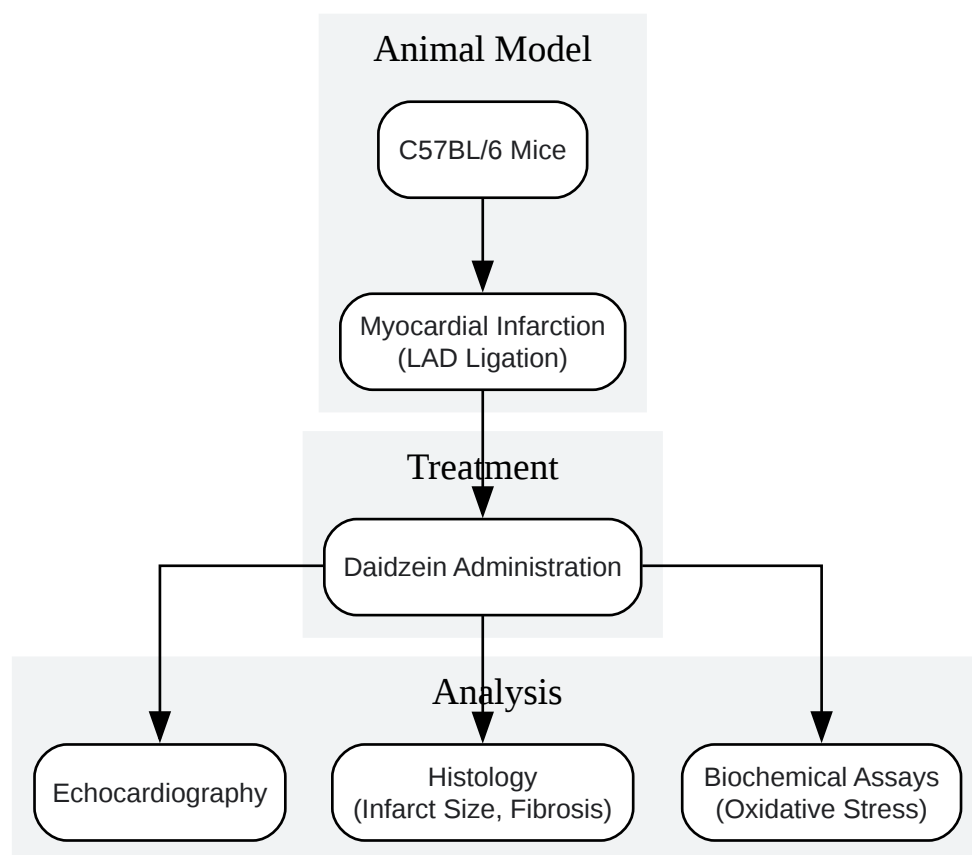 Animal Model
C57BL/6 Mice
Myocardial Infarction
(LAD Ligation)
Treatment
Daidzein Administration
Analysis
Echocardiography
Histology
(Infarct Size, Fibrosis)
Biochemical Assays
(Oxidative Stress)